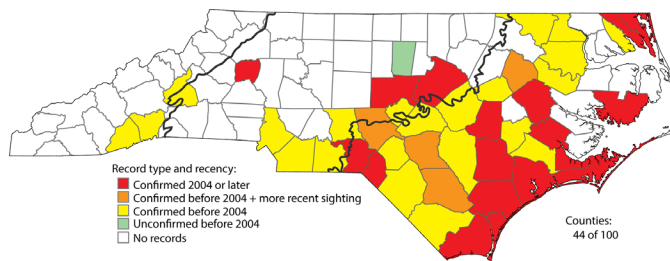 Record type and recency:
Confirmed 2004 or later
Confirmed before 2004 + more recent sighting
Confirmed before 2004
Unconfirmed before 2004
No records
Counties:
44 of 100